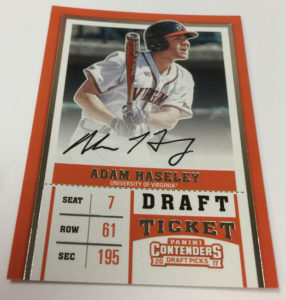 VIRGINIA
ADAM HASELEY
UNIVERSITY OF VIRGINIA®
SEAT 7
ROW 61
SEC 195
DRAFT
TICKET
PANINI
CONTENDERS
20 DRAFT PICKS 17